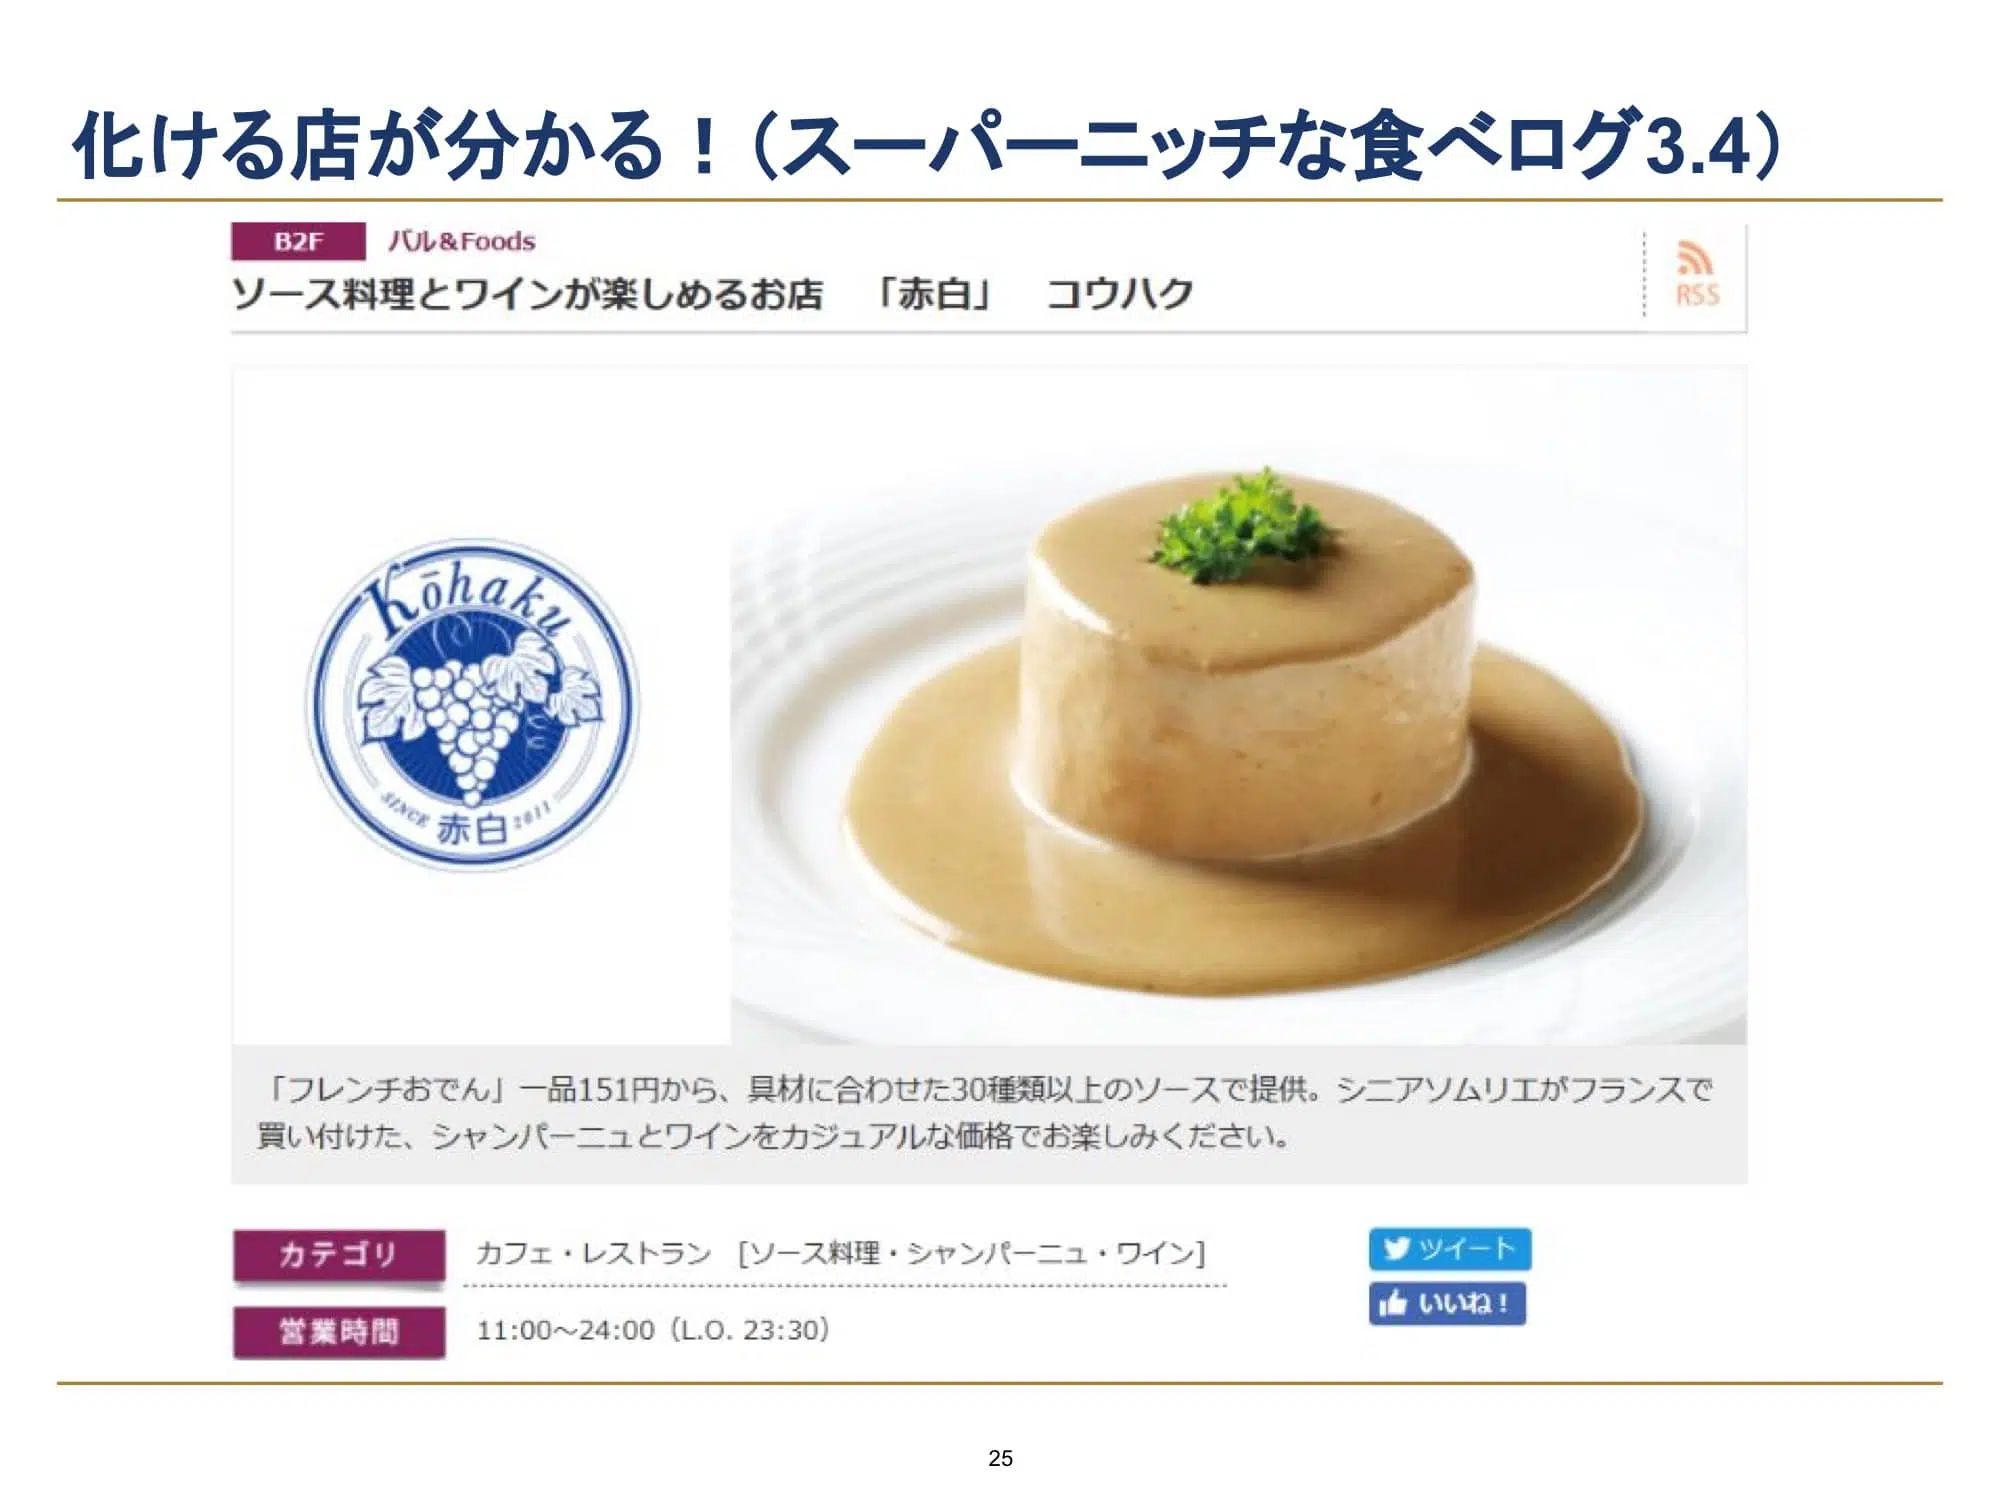 化ける店が分かる！（スーパーニッチな食べログ3.4）
B2F バル&Foods
ソース料理とワインが楽しめるお店 「赤白」 コウハク
RSS
Kōhaku
SINCE 赤白 2011
「フレンチおでん」一品151円から、具材に合わせた30種類以上のソースで提供。シニアソムリエがフランスで
買い付けた、シャンパーニュとワインをカジュアルな価格でお楽しみください。
カテゴリ カフェ・レストラン [ソース料理・シャンパーニュ・ワイン]
ツイート
いいね！
営業時間 11:00～24:00（L.O. 23:30）
25